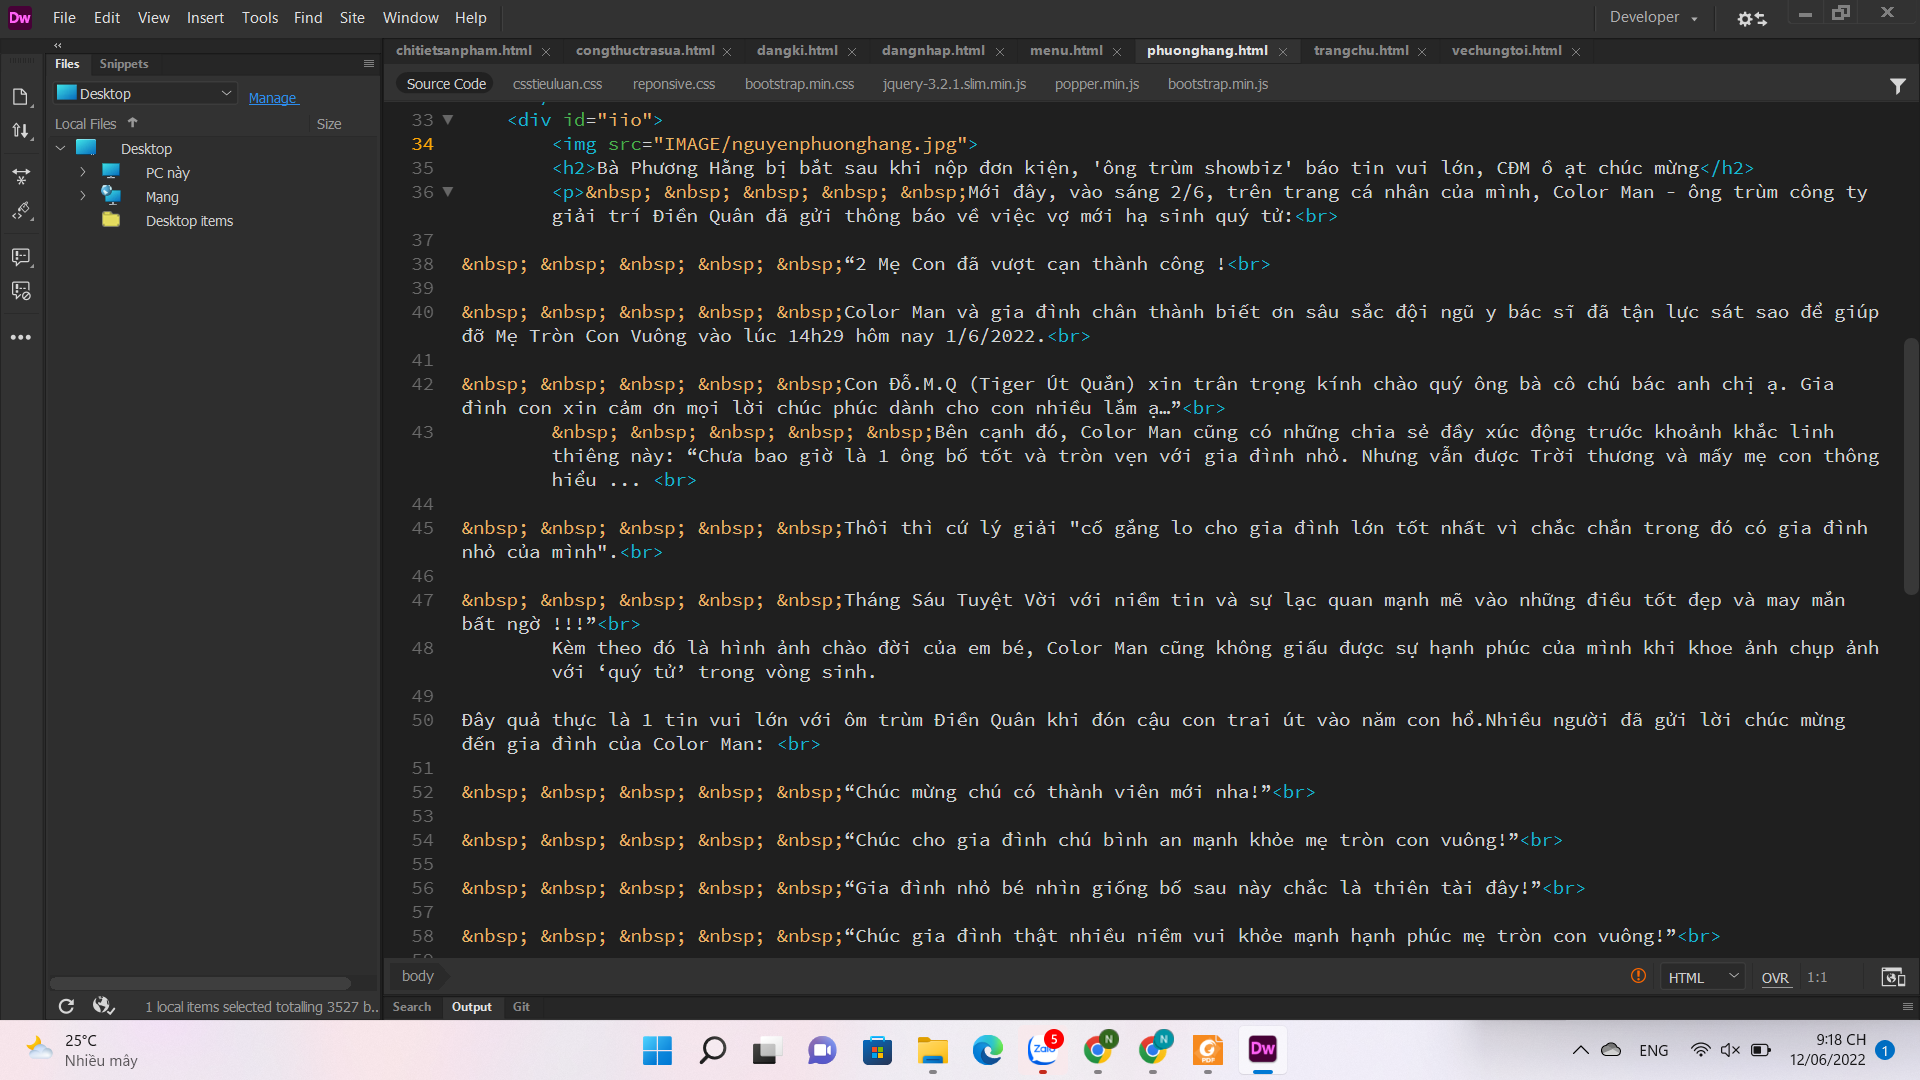 Dw File Edit View Insert Tools Find Site Window Help Developer
Files Snippets
Desktop Manage
Local Files Size
Desktop
PC này
Mạng
Desktop items
1 local items selected totalling 3527 b...
chitietsanpham.html congthuctrasua.html dangki.html dangnhap.html menu.html phuonghang.html trangchu.html vechungtoi.html
Source Code csstieuluan.css reponsive.css bootstrap.min.css jquery-3.2.1.slim.min.js popper.min.js bootstrap.min.js
33 <div id="iio">
34 <img src="IMAGE/nguyenphuonghang.jpg">
35 <h2>Bà Phương Hằng bị bắt sau khi nộp đơn kiện, 'ông trùm showbiz' báo tin vui lớn, CĐM ồ ạt chúc mừng</h2>
36 <p>&nbsp; &nbsp; &nbsp; &nbsp; &nbsp;Mới đây, vào sáng 2/6, trên trang cá nhân của mình, Color Man - ông trùm công ty
giải trí Điền Quân đã gửi thông báo về việc vợ mới hạ sinh quý tử:<br>
37
38 &nbsp; &nbsp; &nbsp; &nbsp; &nbsp;“2 Mẹ Con đã vượt cạn thành công !<br>
39
40 &nbsp; &nbsp; &nbsp; &nbsp; &nbsp;Color Man và gia đình chân thành biết ơn sâu sắc đội ngũ y bác sĩ đã tận lực sát sao để giúp
đỡ Mẹ Tròn Con Vuông vào lúc 14h29 hôm nay 1/6/2022.<br>
41
42 &nbsp; &nbsp; &nbsp; &nbsp; &nbsp;Con Đỗ.M.Q (Tiger Út Quắn) xin trân trọng kính chào quý ông bà cô chú bác anh chị ạ. Gia
đình con xin cảm ơn mọi lời chúc phúc dành cho con nhiều lắm ạ…”<br>
43 &nbsp; &nbsp; &nbsp; &nbsp; &nbsp;Bên cạnh đó, Color Man cũng có những chia sẻ đầy xúc động trước khoảnh khắc linh
thiêng này: “Chưa bao giờ là 1 ông bố tốt và tròn vẹn với gia đình nhỏ. Nhưng vẫn được Trời thương và mấy mẹ con thông
hiểu ... <br>
44
45 &nbsp; &nbsp; &nbsp; &nbsp; &nbsp;Thôi thì cứ lý giải "cố gắng lo cho gia đình lớn tốt nhất vì chắc chắn trong đó có gia đình
nhỏ của mình".<br>
46
47 &nbsp; &nbsp; &nbsp; &nbsp; &nbsp;Tháng Sáu Tuyệt Vời với niềm tin và sự lạc quan mạnh mẽ vào những điều tốt đẹp và may mắn
bất ngờ !!!”<br>
48 Kèm theo đó là hình ảnh chào đời của em bé, Color Man cũng không giấu được sự hạnh phúc của mình khi khoe ảnh chụp ảnh
với ‘quý tử’ trong vòng sinh.
49
50 Đây quả thực là 1 tin vui lớn với ôm trùm Điền Quân khi đón cậu con trai út vào năm con hổ.Nhiều người đã gửi lời chúc mừng
đến gia đình của Color Man: <br>
51
52 &nbsp; &nbsp; &nbsp; &nbsp; &nbsp;“Chúc mừng chú có thành viên mới nha!”<br>
53
54 &nbsp; &nbsp; &nbsp; &nbsp; &nbsp;“Chúc cho gia đình chú bình an mạnh khỏe mẹ tròn con vuông!”<br>
55
56 &nbsp; &nbsp; &nbsp; &nbsp; &nbsp;“Gia đình nhỏ bé nhìn giống bố sau này chắc là thiên tài đây!”<br>
57
58 &nbsp; &nbsp; &nbsp; &nbsp; &nbsp;“Chúc gia đình thật nhiều niềm vui khỏe mạnh hạnh phúc mẹ tròn con vuông!”<br>
body HTML OVR 1:1
Search Output Git
25°C
Nhiều mây
Zalo 5 N N PDF Dw
ENG
9:18 CH
12/06/2022 1